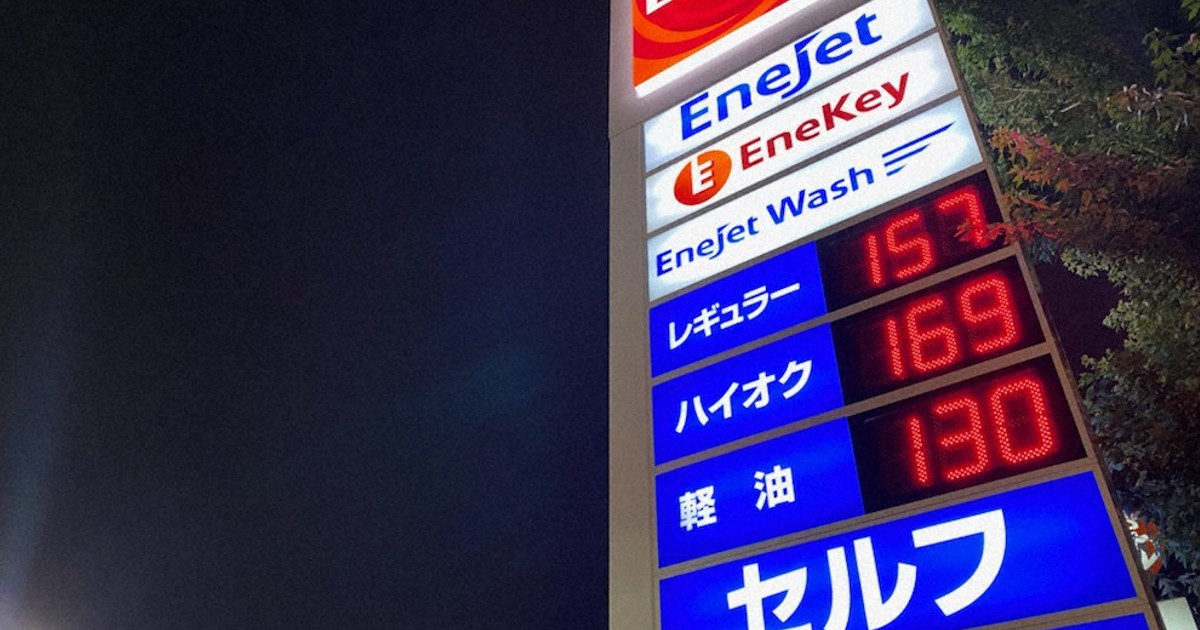 EneJet
E EneKey
EneJet Wash
レギュラー 157
ハイオク 169
軽 油 130
セルフ